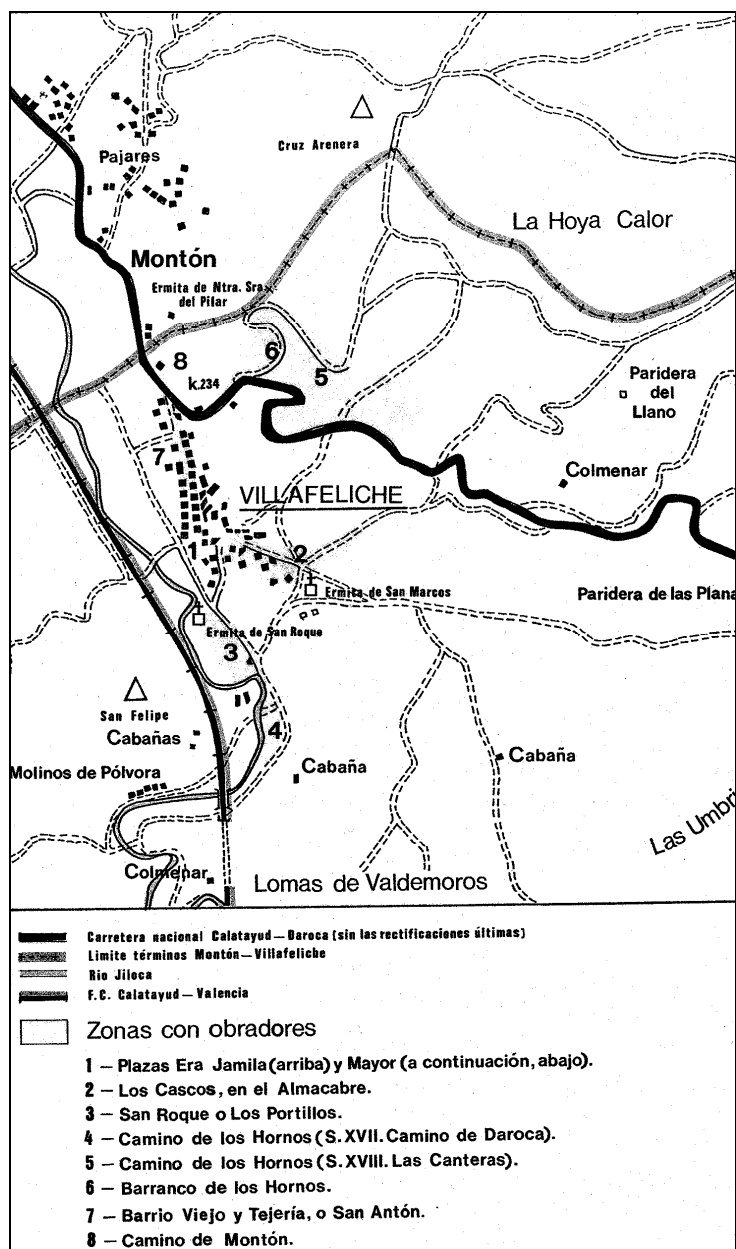 Pajares
Cruz Arenera
La Hoya Calor
Montón
Ermita de Ntra. Sra.
del Pilar
6
8
5
k.234
Paridera
del
Llano
7
Colmenar
VILLAFELICHE
1
2
Ermita de San Marcos
Paridera de las Plana
Ermita de San Roque
3
San Felipe
4
Cabañas
Cabaña
Cabaña
Molinos de Pólvora
Las Umbri
Colmenar
Lomas de Valdemoros
Carretera nacional Calatayud—Daroca (sin las rectificaciones últimas)
Limite términos Montón—Villafeliche
Rio Jiloca
F.C. Calatayud—Valencia
Zonas con obradores
1 — Plazas Era Jamila (arriba) y Mayor (a continuación, abajo).
2 — Los Cascos, en el Almacabre.
3 — San Roque o Los Portillos.
4 — Camino de los Hornos (S. XVII. Camino de Daroca).
5 — Camino de los Hornos (S. XVIII. Las Canteras).
6 — Barranco de los Hornos.
7 — Barrio Viejo y Tejería, o San Antón.
8 — Camino de Montón.